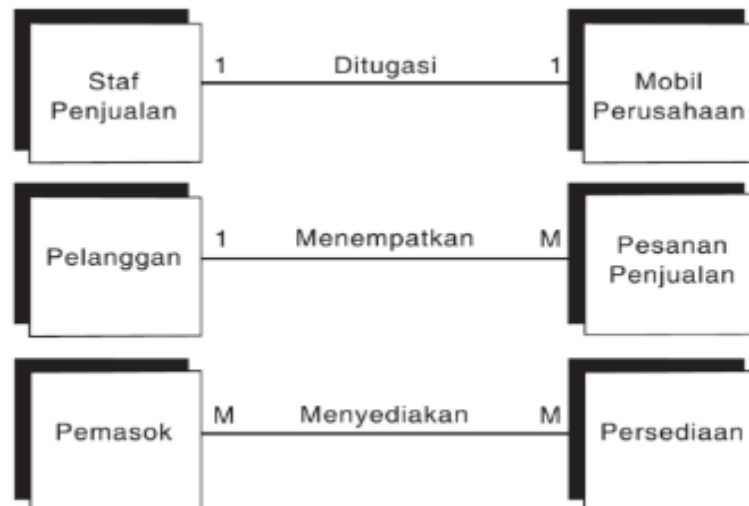 Staf
Penjualan
1
Ditugasi
1
Mobil
Perusahaan
Pelanggan
1
Menempatkan
M
Pesanan
Penjualan
Pemasok
M
Menyediakan
M
Persediaan